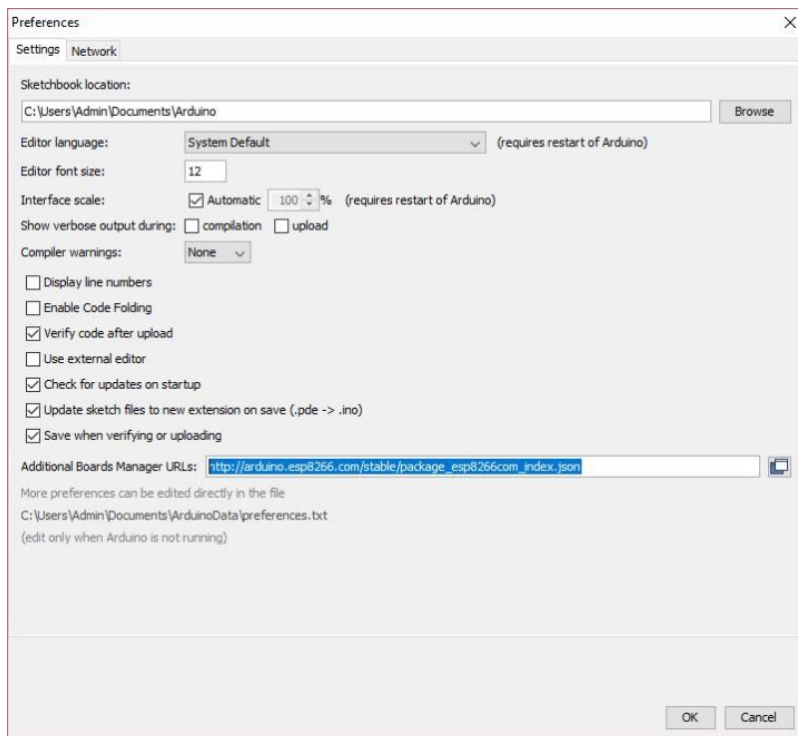 Preferences
Settings Network
Sketchbook location:
C:\Users\Admin\Documents\Arduino Browse
Editor language: System Default (requires restart of Arduino)
Editor font size: 12
Interface scale: Automatic 100 % (requires restart of Arduino)
Show verbose output during: compilation upload
Compiler warnings: None
Display line numbers
Enable Code Folding
Verify code after upload
Use external editor
Check for updates on startup
Update sketch files to new extension on save (.pde -> .ino)
Save when verifying or uploading
Additional Boards Manager URLs: http://arduino.esp8266.com/stable/package_esp8266com_index.json
More preferences can be edited directly in the file
C:\Users\Admin\Documents\ArduinoData\preferences.txt
(edit only when Arduino is not running)
OK Cancel